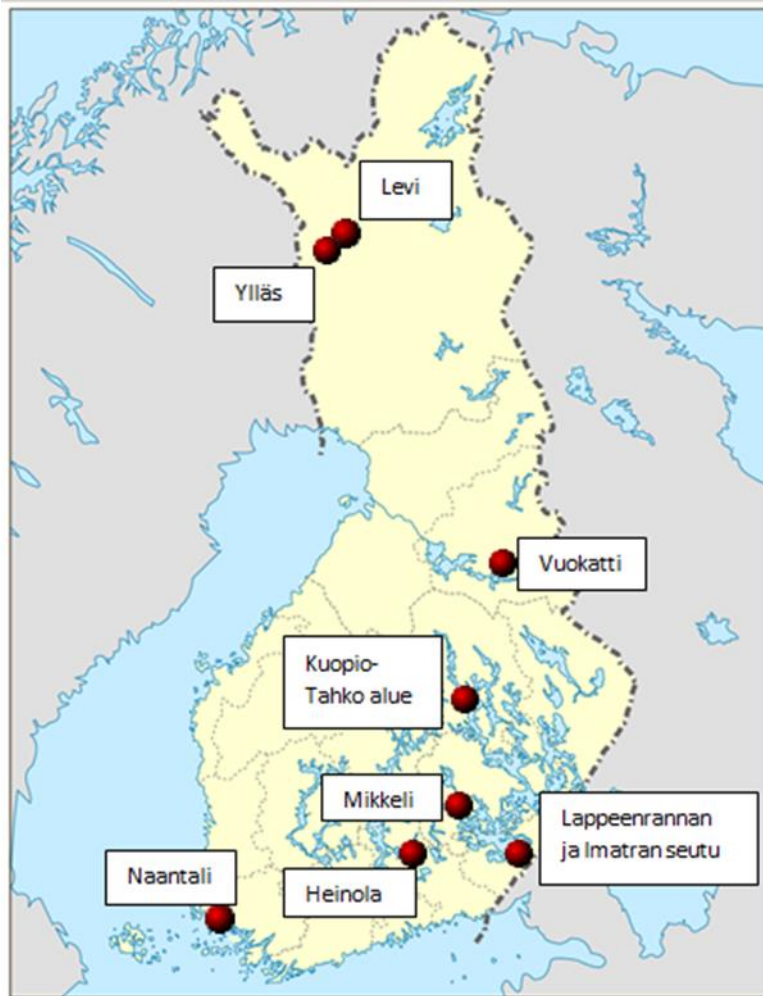 Levi
Ylläs
Vuokatti
Kuopio-
Tahko alue
Mikkeli
Lappeenrannan
ja Imatran seutu
Naantali
Heinola